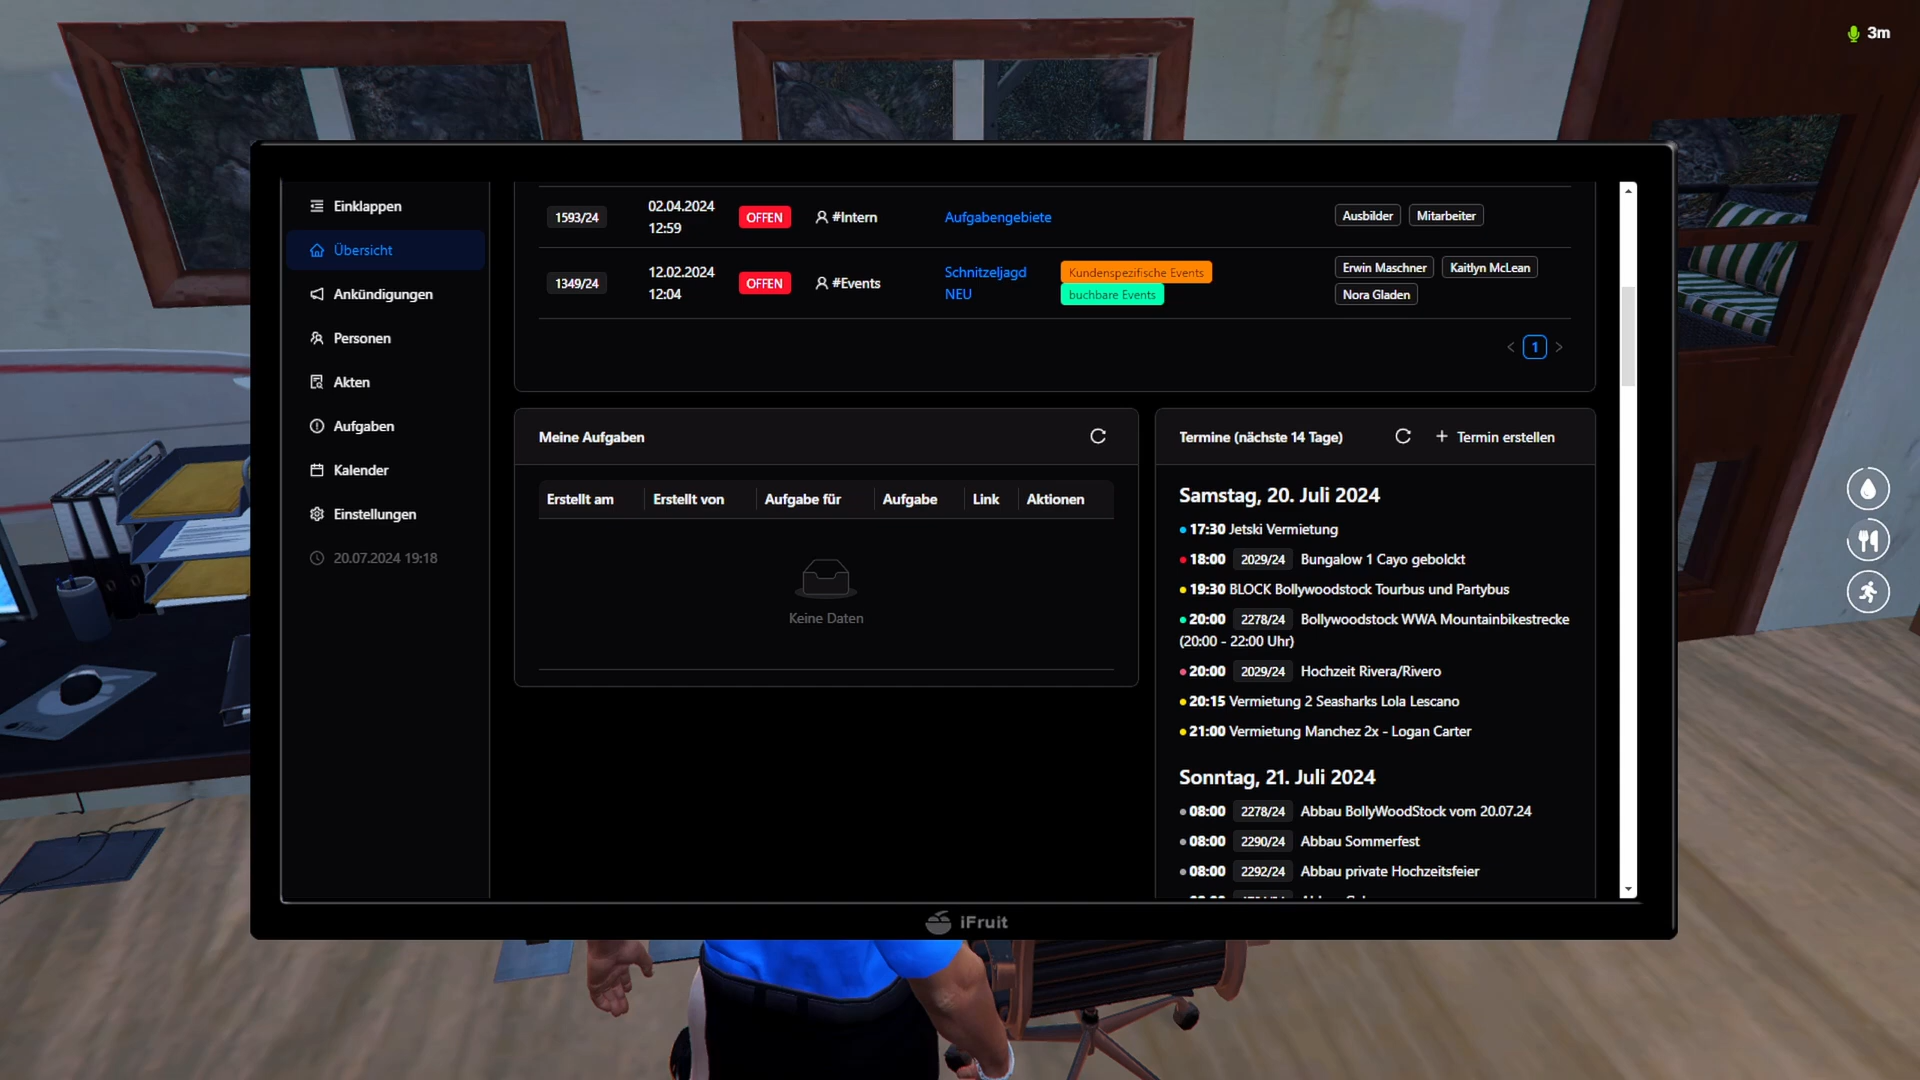 3m
Einklappen
Übersicht
Ankündigungen
Personen
Akten
Aufgaben
Kalender
Einstellungen
20.07.2024 19:18
1593/24 02.04.2024 12:59 OFFEN #Intern Aufgabengebiete Ausbilder Mitarbeiter
1349/24 12.02.2024 12:04 OFFEN #Events Schnitzeljagd NEU Kundenspezifische Events buchbare Events Erwin Maschner Kaitlyn McLean Nora Gladen
< 1 >
Meine Aufgaben
Erstellt am Erstellt von Aufgabe für Aufgabe Link Aktionen
Keine Daten
Termine (nächste 14 Tage) + Termin erstellen
Samstag, 20. Juli 2024
17:30 Jetski Vermietung
18:00 2029/24 Bungalow 1 Cayo gebolckt
19:30 BLOCK Bollywoodstock Tourbus und Partybus
20:00 2278/24 Bollywoodstock WWA Mountainbikestrecke
(20:00 - 22:00 Uhr)
20:00 2029/24 Hochzeit Rivera/Rivero
20:15 Vermietung 2 Seasharks Lola Lescano
21:00 Vermietung Manchez 2x - Logan Carter
Sonntag, 21. Juli 2024
08:00 2278/24 Abbau BollyWoodStock vom 20.07.24
08:00 2290/24 Abbau Sommerfest
08:00 2292/24 Abbau private Hochzeitsfeier
iFruit